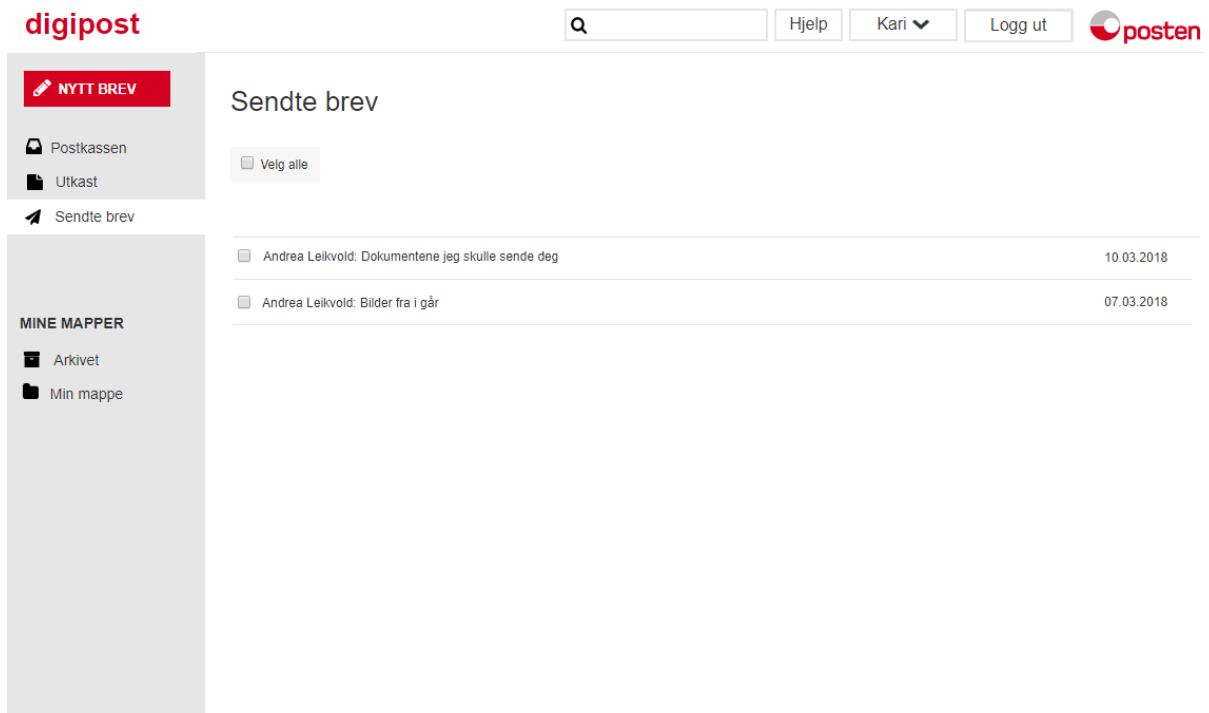 digipost
Hjelp
Kari
Logg ut
posten
NYTT BREV
Postkassen
Utkast
Sendte brev
MINE MAPPER
Arkivet
Min mappe
Sendte brev
Velg alle
Andrea Leikvold: Dokumentene jeg skulle sende deg 10.03.2018
Andrea Leikvold: Bilder fra i går 07.03.2018